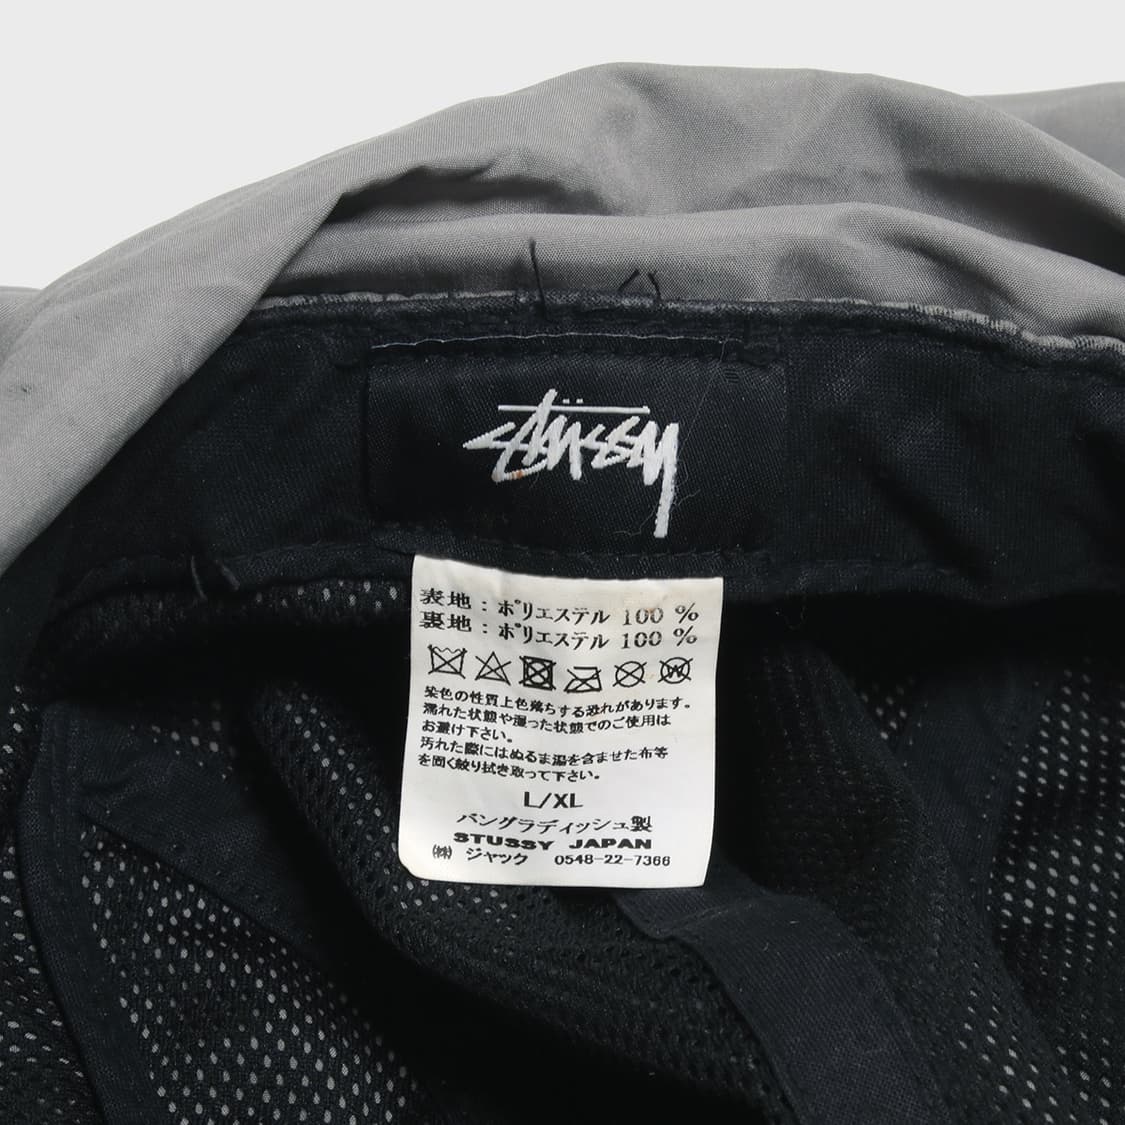 STÜSSY
表地：ポリエステル 100 %
裏地：ポリエステル 100 %
W
染色の性質上色落ちする恐れがあります。
濡れた状態や湿った状態でのご使用は
お避け下さい。
汚れた際にはぬるま湯を含ませた布等
を固く絞り拭き取って下さい。
L/XL
バングラディッシュ製
STUSSY JAPAN
㈱ ジャック 0548-22-7366